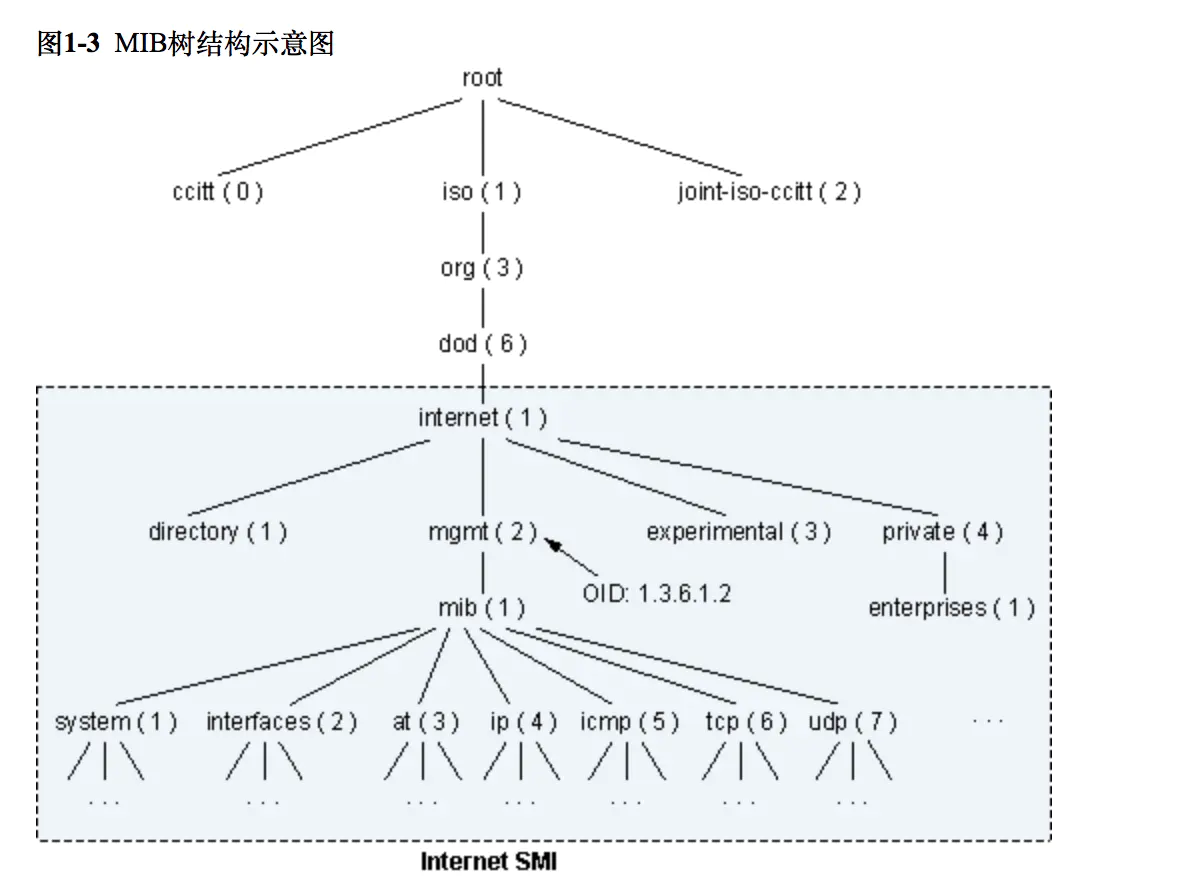 图1-3 MIB树结构示意图
root
ccitt ( 0 ) iso ( 1 ) joint-iso-ccitt ( 2 )
org ( 3 )
dod ( 6 )
internet ( 1 )
directory ( 1 ) mgmt ( 2 ) experimental ( 3 ) private ( 4 )
OID: 1.3.6.1.2
mib ( 1 ) enterprises ( 1 )
system ( 1 ) interfaces ( 2 ) at ( 3 ) ip ( 4 ) icmp ( 5 ) tcp ( 6 ) udp ( 7 ) ...
... ... ... ... ... ... ...
Internet SMI